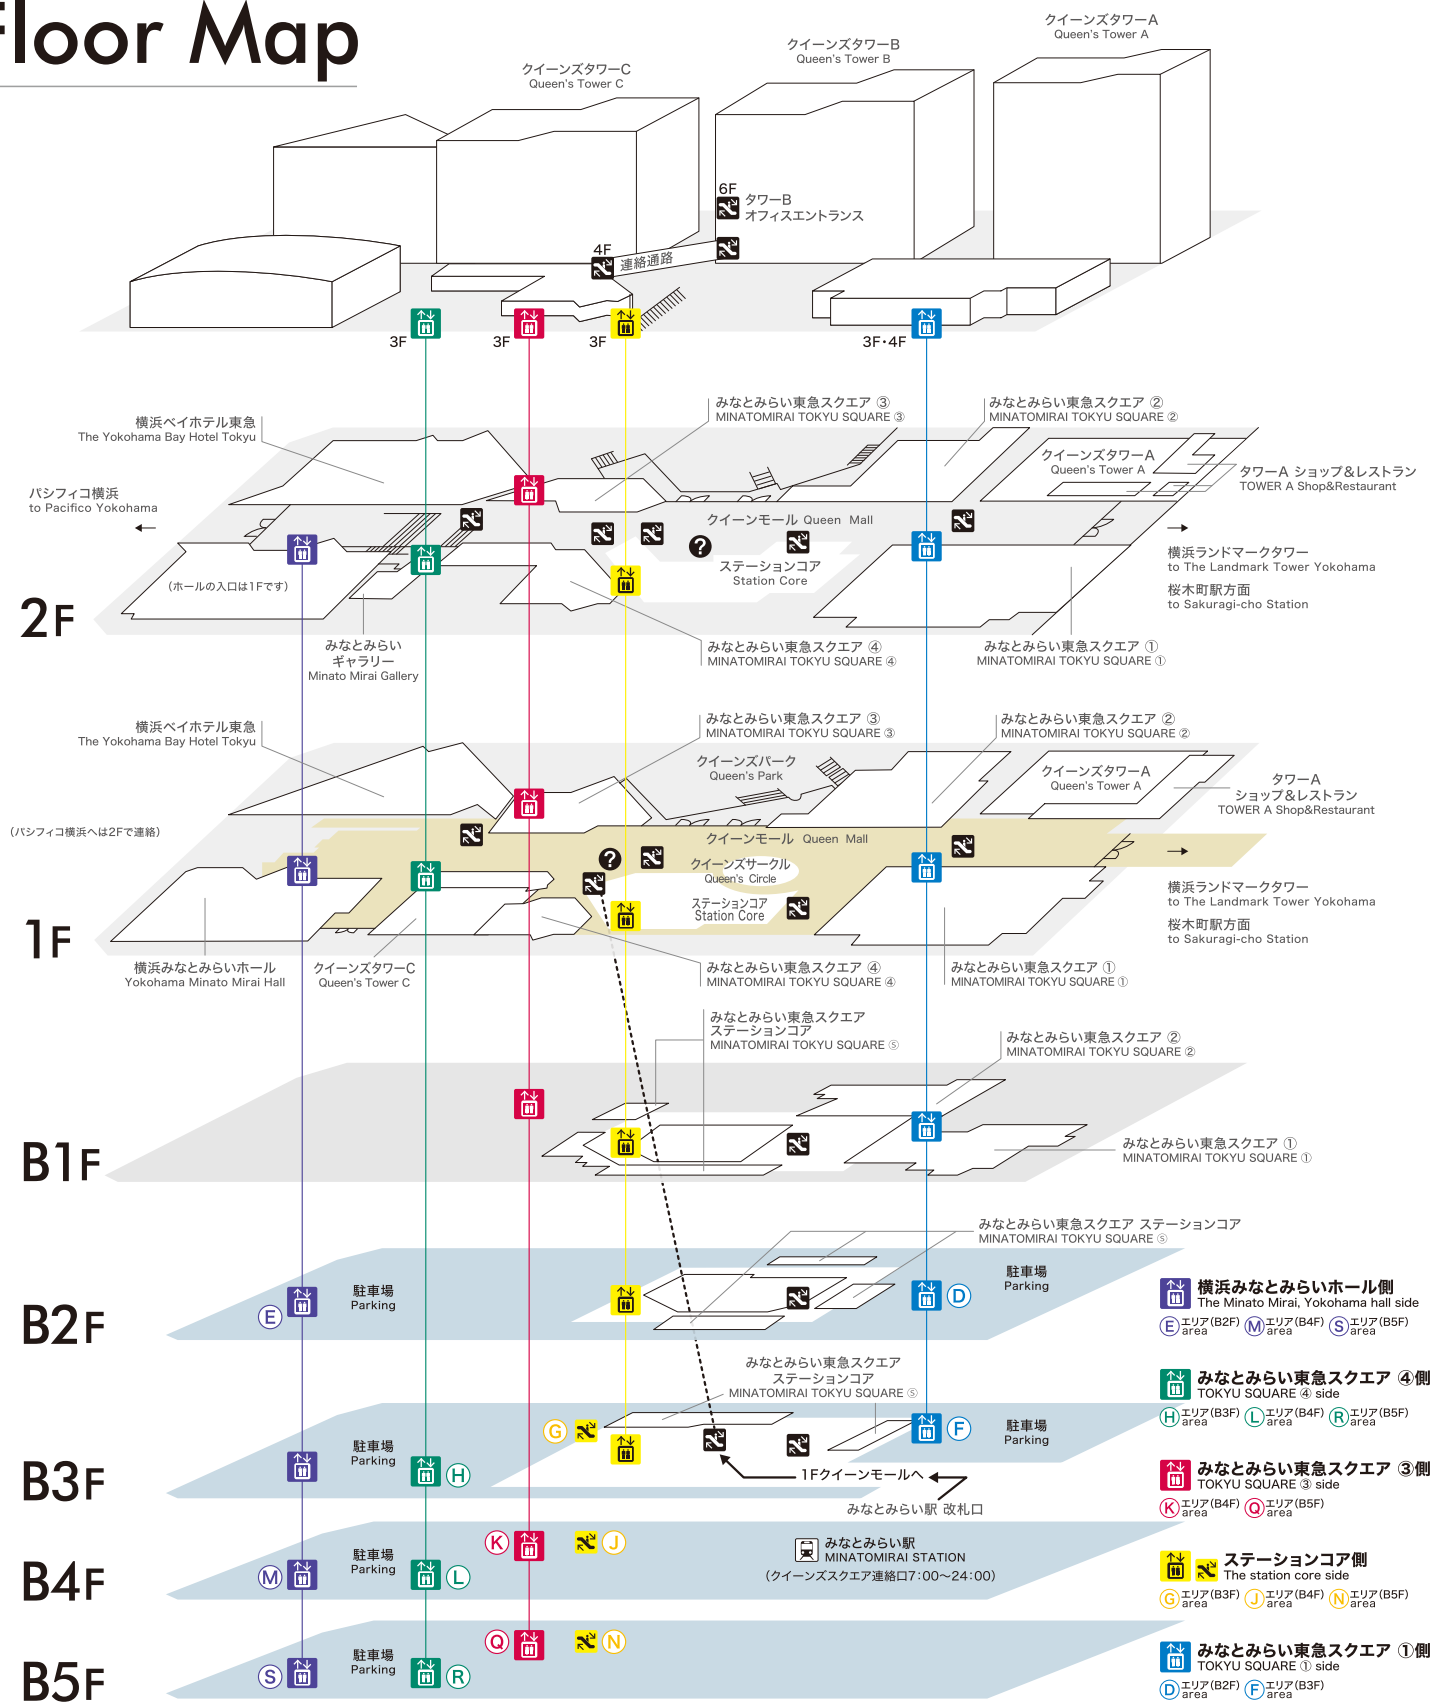 Floor Map
クイーンズタワーA
Queen's Tower A
クイーンズタワーB
Queen's Tower B
クイーンズタワーC
Queen's Tower C
6F
タワーB
オフィスエントランス
4F
連絡通路
3F
3F
3F
3F・4F
みなとみらい東急スクエア ③
MINATOMIRAI TOKYU SQUARE ③
みなとみらい東急スクエア ②
MINATOMIRAI TOKYU SQUARE ②
横浜ベイホテル東急
The Yokohama Bay Hotel Tokyu
クイーンズタワーA
Queen's Tower A
タワーA ショップ&レストラン
TOWER A Shop&Restaurant
パシフィコ横浜
to Pacifico Yokohama
←
クイーンモール Queen Mall
?
→
ステーションコア
Station Core
横浜ランドマークタワー
to The Landmark Tower Yokohama
桜木町駅方面
to Sakuragi-cho Station
(ホールの入口は1Fです)
2F
みなとみらい
ギャラリー
Minato Mirai Gallery
みなとみらい東急スクエア ④
MINATOMIRAI TOKYU SQUARE ④
みなとみらい東急スクエア ①
MINATOMIRAI TOKYU SQUARE ①
横浜ベイホテル東急
The Yokohama Bay Hotel Tokyu
みなとみらい東急スクエア ③
MINATOMIRAI TOKYU SQUARE ③
みなとみらい東急スクエア ②
MINATOMIRAI TOKYU SQUARE ②
クイーンズパーク
Queen's Park
クイーンズタワーA
Queen's Tower A
タワーA
ショップ&レストラン
TOWER A Shop&Restaurant
(パシフィコ横浜へは2Fで連絡)
クイーンモール Queen Mall
?
クイーンズサークル
Queen's Circle
→
ステーションコア
Station Core
横浜ランドマークタワー
to The Landmark Tower Yokohama
桜木町駅方面
to Sakuragi-cho Station
1F
横浜みなとみらいホール
Yokohama Minato Mirai Hall
クイーンズタワーC
Queen's Tower C
みなとみらい東急スクエア ④
MINATOMIRAI TOKYU SQUARE ④
みなとみらい東急スクエア ①
MINATOMIRAI TOKYU SQUARE ①
みなとみらい東急スクエア
ステーションコア
MINATOMIRAI TOKYU SQUARE Ⓢ
みなとみらい東急スクエア ②
MINATOMIRAI TOKYU SQUARE ②
B1F
みなとみらい東急スクエア ①
MINATOMIRAI TOKYU SQUARE ①
みなとみらい東急スクエア ステーションコア
MINATOMIRAI TOKYU SQUARE Ⓢ
B2F
E
駐車場
Parking
D
駐車場
Parking
みなとみらい東急スクエア
ステーションコア
MINATOMIRAI TOKYU SQUARE Ⓢ
B3F
駐車場
Parking
H
G
F
駐車場
Parking
1Fクイーンモールへ
みなとみらい駅 改札口
B4F
M
駐車場
Parking
L
K
J
みなとみらい駅
MINATOMIRAI STATION
(クイーンズスクエア連絡口7:00〜24:00)
B5F
S
駐車場
Parking
R
Q
N
横浜みなとみらいホール側
The Minato Mirai, Yokohama hall side
E エリア(B2F) area M エリア(B4F) area S エリア(B5F) area
みなとみらい東急スクエア ④側
TOKYU SQUARE ④ side
H エリア(B3F) area L エリア(B4F) area R エリア(B5F) area
みなとみらい東急スクエア ③側
TOKYU SQUARE ③ side
K エリア(B4F) area Q エリア(B5F) area
ステーションコア側
The station core side
G エリア(B3F) area J エリア(B4F) area N エリア(B5F) area
みなとみらい東急スクエア ①側
TOKYU SQUARE ① side
D エリア(B2F) area F エリア(B3F) area